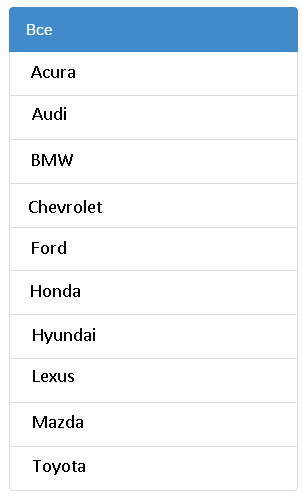 Все
Acura
Audi
BMW
Chevrolet
Ford
Honda
Hyundai
Lexus
Mazda
Toyota